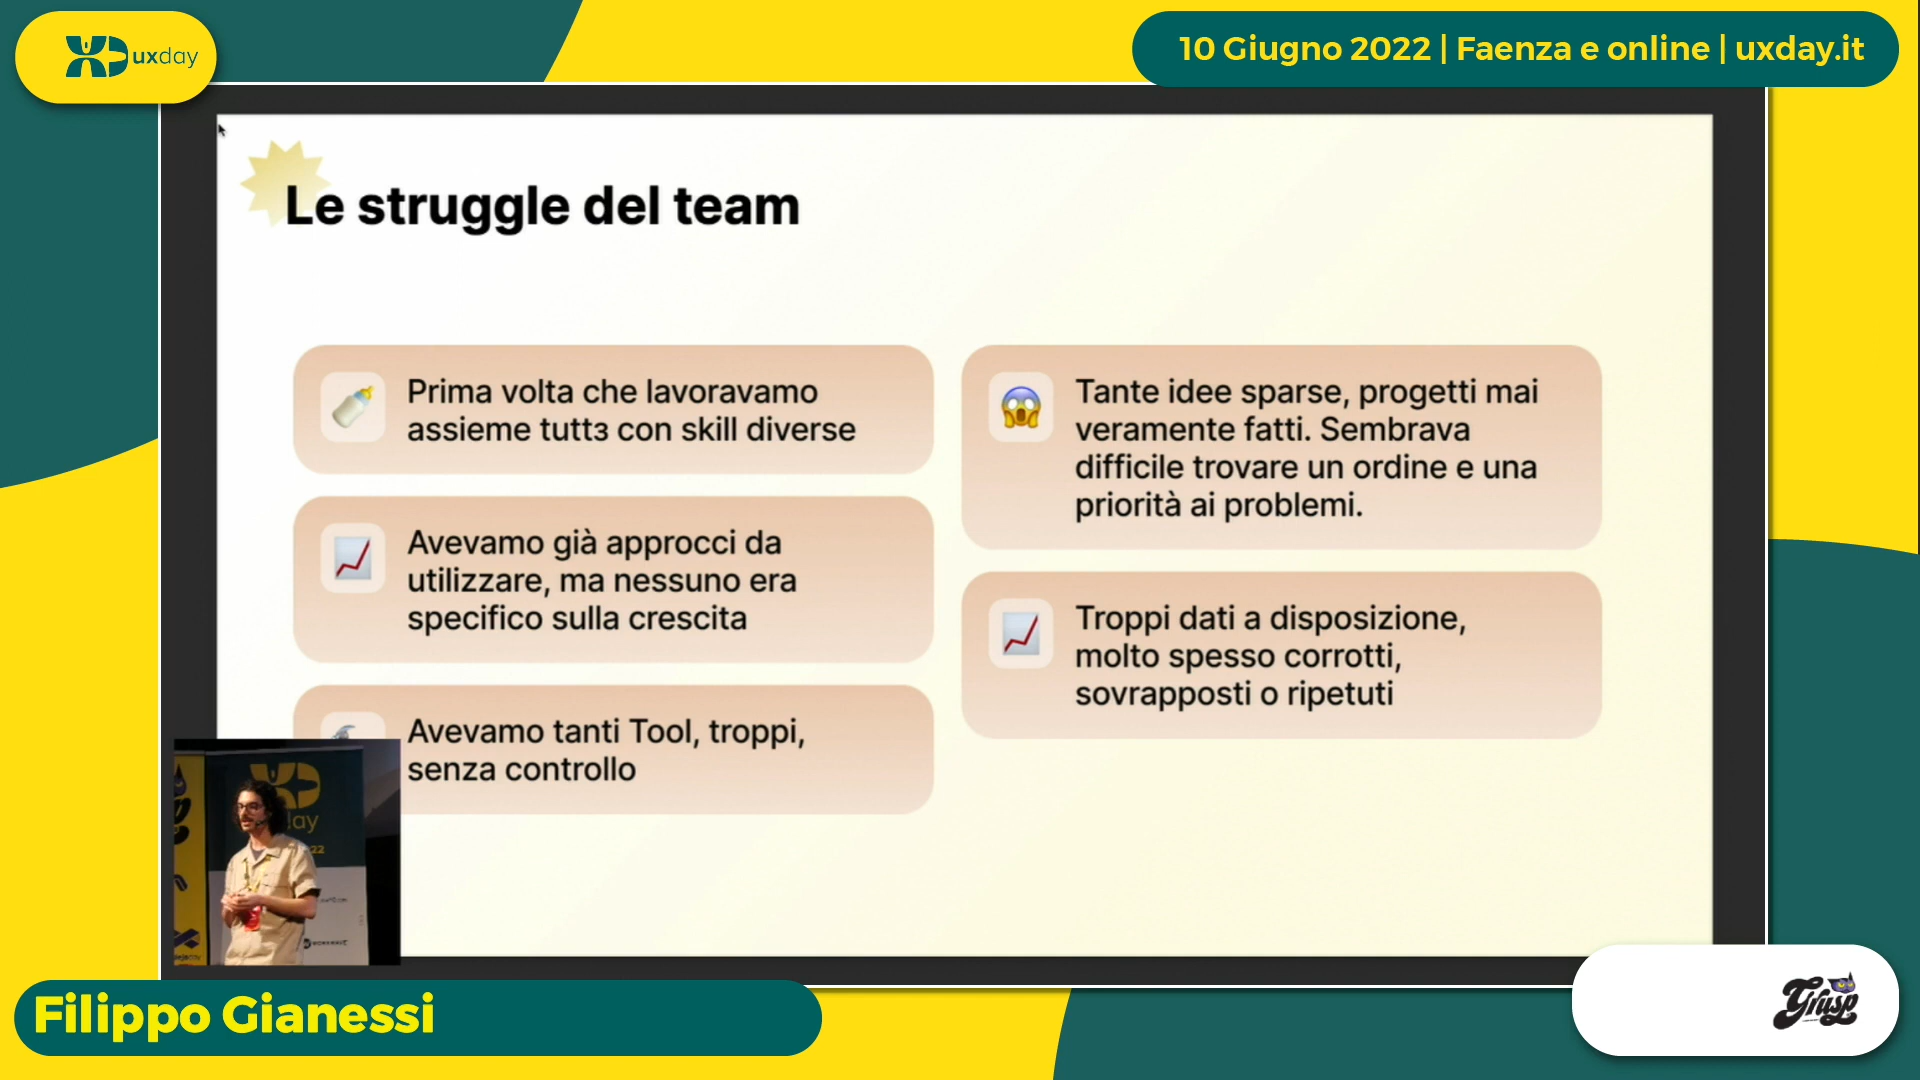 uxday
10 Giugno 2022 | Faenza e online | uxday.it
Le struggle del team
Prima volta che lavoravamo
assieme tuttɜ con skill diverse
Avevamo già approcci da
utilizzare, ma nessuno era
specifico sulla crescita
Avevamo tanti Tool, troppi,
senza controllo
Tante idee sparse, progetti mai
veramente fatti. Sembrava
difficile trovare un ordine e una
priorità ai problemi.
Troppi dati a disposizione,
molto spesso corrotti,
sovrapposti o ripetuti
Filippo Gianessi
Grusp